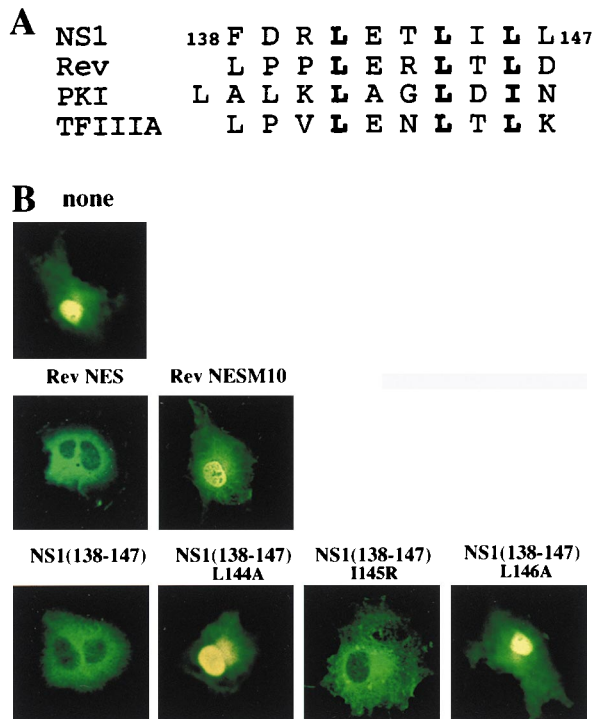 A
NS1 138 F D R L E T L I L L 147
Rev L P P L E R L T L D
PKI L A L K L A G L D I N
TFIIIA L P V L E N L T L K
B none
Rev NES Rev NESM10
NS1(138-147) NS1(138-147) L144A NS1(138-147) I145R NS1(138-147) L146A